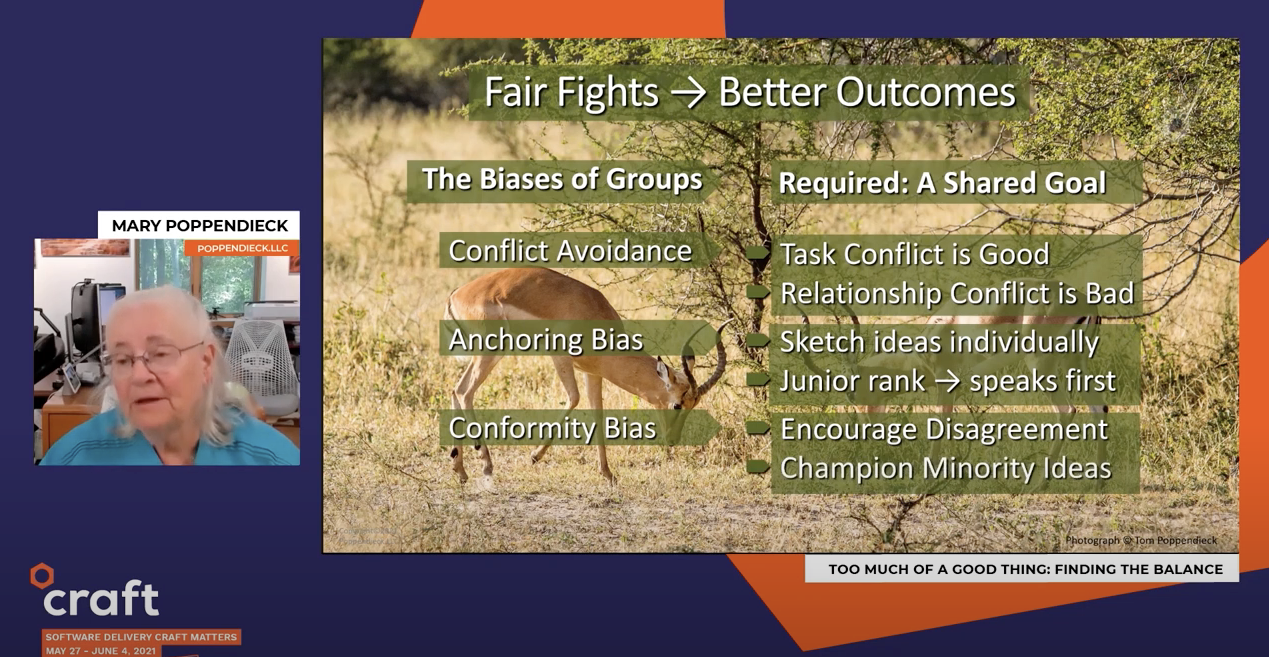 Fair Fights → Better Outcomes
The Biases of Groups
Required: A Shared Goal
Conflict Avoidance
Task Conflict is Good
Relationship Conflict is Bad
Anchoring Bias
Sketch ideas individually
Junior rank → speaks first
Conformity Bias
Encourage Disagreement
Champion Minority Ideas
Photograph © Tom Poppendieck
MARY POPPENDIECK
POPPENDIECK.LLC
TOO MUCH OF A GOOD THING: FINDING THE BALANCE
craft
SOFTWARE DELIVERY CRAFT MATTERS
MAY 27 - JUNE 4, 2021